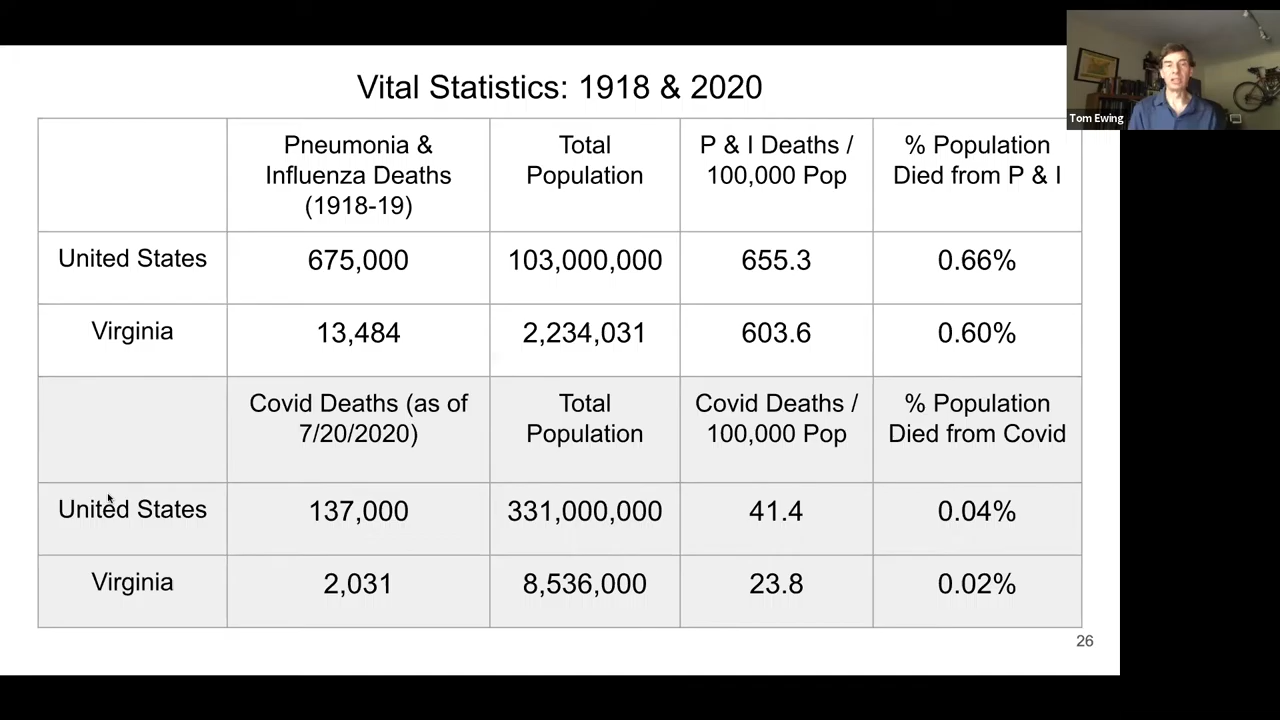 Vital Statistics: 1918 & 2020
Tom Ewing
Pneumonia &
Influenza Deaths
(1918-19)
Total
Population
P & I Deaths /
100,000 Pop
% Population
Died from P & I
United States
675,000
103,000,000
655.3
0.66%
Virginia
13,484
2,234,031
603.6
0.60%
Covid Deaths (as of
7/20/2020)
Total
Population
Covid Deaths /
100,000 Pop
% Population
Died from Covid
United States
137,000
331,000,000
41.4
0.04%
Virginia
2,031
8,536,000
23.8
0.02%
26